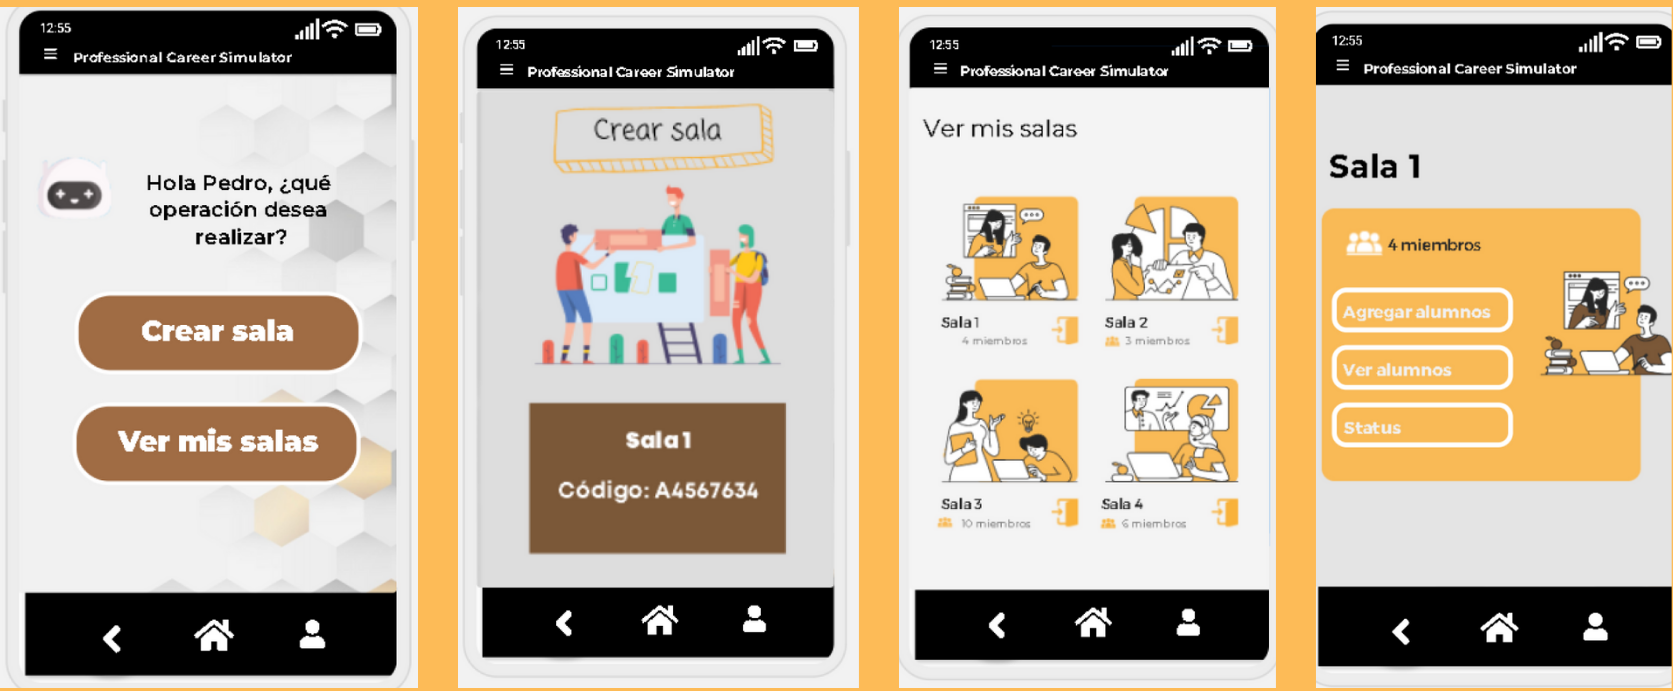 12:55
Professional Career Simulator
Hola Pedro, ¿qué
operación desea
realizar?
Crear sala
Ver mis salas
12:55
Professional Career Simulator
Crear sala
Sala 1
Código: A4567634
12:55
Professional Career Simulator
Ver mis salas
Sala 1
4 miembros
Sala 2
3 miembros
Sala 3
10 miembros
Sala 4
6 miembros
12:55
Professional Career Simulator
Sala 1
4 miembros
Agregar alumnos
Ver alumnos
Status